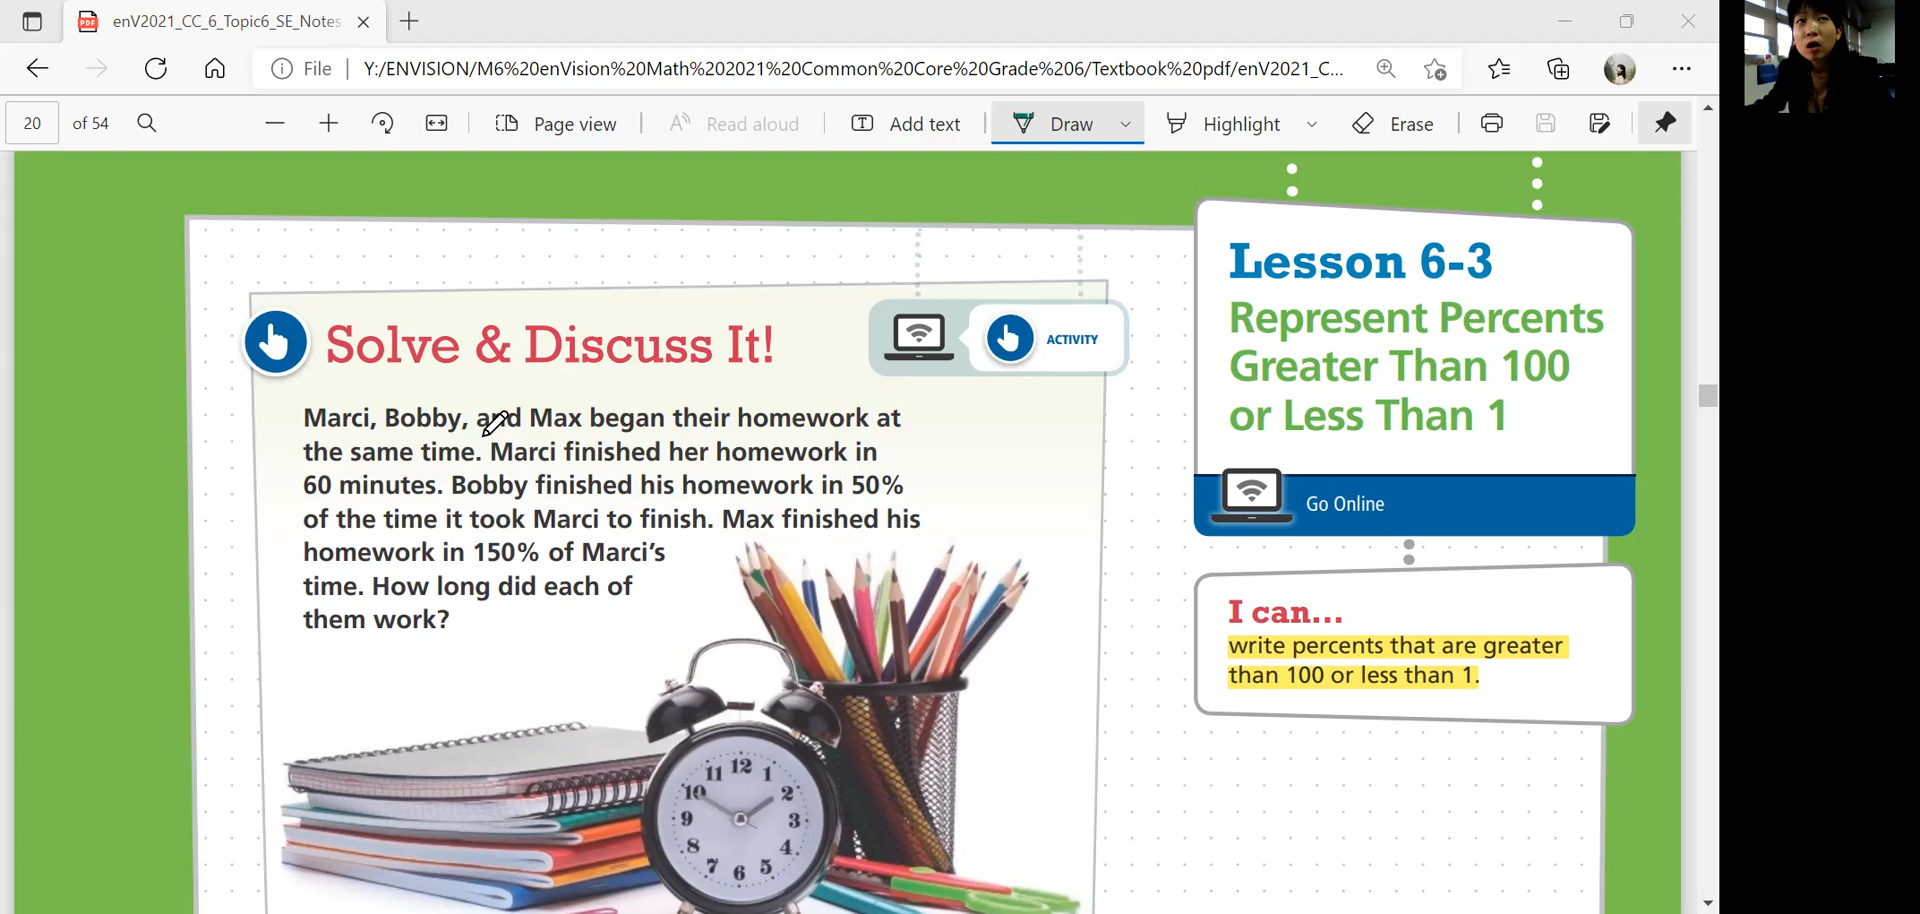 enV2021_CC_6_Topic6_SE_Notes
File
Y:/ENVISION/M6%20enVision%20Math%202021%20Common%20Core%20Grade%206/Textbook%20pdf/enV2021_C...
20 of 54
Page view
Read aloud
Add text
Draw
Highlight
Erase
Solve & Discuss It!
ACTIVITY
Marci, Bobby, and Max began their homework at
the same time. Marci finished her homework in
60 minutes. Bobby finished his homework in 50%
of the time it took Marci to finish. Max finished his
homework in 150% of Marci's
time. How long did each of
them work?
12
1
2
3
4
5
6
7
8
9
10
11
Lesson 6-3
Represent Percents
Greater Than 100
or Less Than 1
Go Online
I can...
write percents that are greater
than 100 or less than 1.